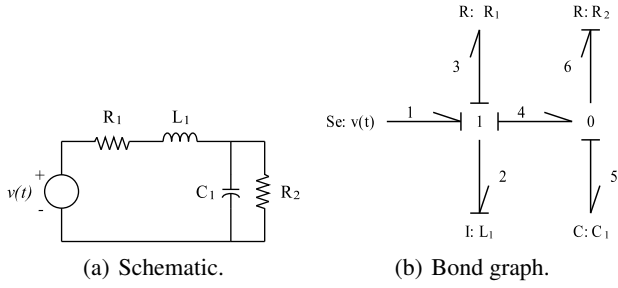 R₁ L₁
+
v(t)
-
C₁ R₂
(a) Schematic.
R: R₁ R: R₂
3 6
Se: v(t) 1 1 4 0
2 5
I: L₁ C: C₁
(b) Bond graph.